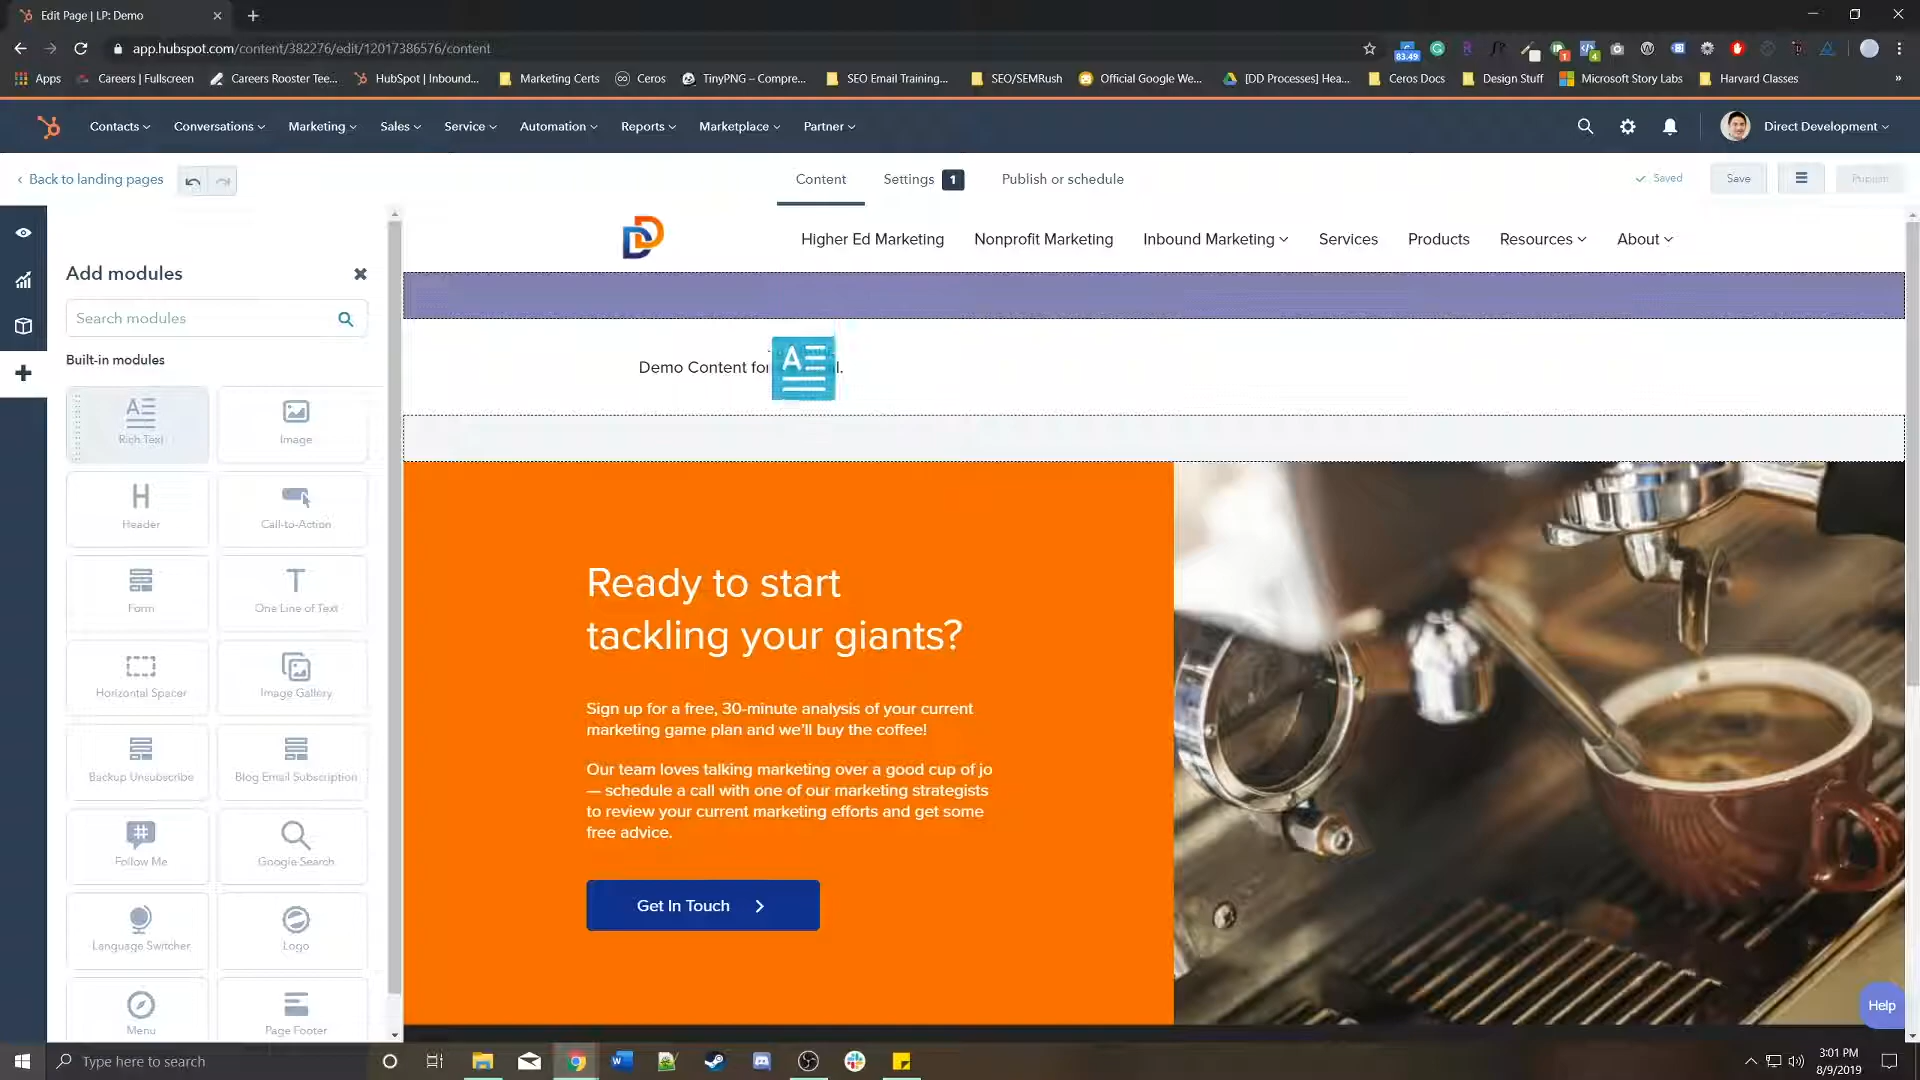 Edit Page | LP: Demo
app.hubspot.com/content/382276/edit/12017386576/content
83.49
1
4
Apps
Careers | Fullscreen
Careers Rooster Tee...
HubSpot | Inbound...
Marketing Certs
Ceros
TinyPNG – Compre...
SEO Email Training...
SEO/SEMRush
Official Google We...
[DD Processes] Hea...
Ceros Docs
Design Stuff
Microsoft Story Labs
Harvard Classes
»
Contacts
Conversations
Marketing
Sales
Service
Automation
Reports
Marketplace
Partner
Direct Development
Back to landing pages
Content
Settings 1
Publish or schedule
Saved
Save
Publish
Add modules
Search modules
Built-in modules
Rich Text
Image
Header
Call-to-Action
Form
One Line of Text
Horizontal Spacer
Image Gallery
Backup Unsubscribe
Blog Email Subscription
Follow Me
Google Search
Language Switcher
Logo
Menu
Page Footer
Higher Ed Marketing
Nonprofit Marketing
Inbound Marketing
Services
Products
Resources
About
Demo Content for
l.
Ready to start
tackling your giants?
Sign up for a free, 30-minute analysis of your current
marketing game plan and we'll buy the coffee!
Our team loves talking marketing over a good cup of jo
— schedule a call with one of our marketing strategists
to review your current marketing efforts and get some
free advice.
Get In Touch
Help
Type here to search
3:01 PM
8/9/2019